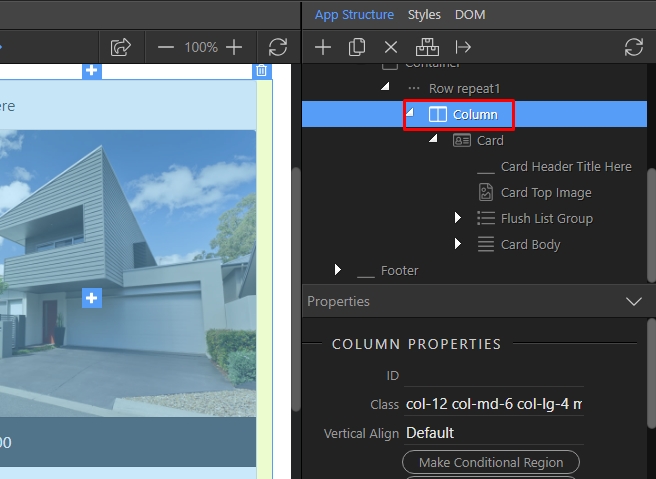 App Structure Styles DOM
100%
Container
ere
Row repeat1
Column
Card
Card Header Title Here
Card Top Image
Flush List Group
Card Body
Footer
Properties
COLUMN PROPERTIES
ID
Class col-12 col-md-6 col-lg-4 m
Vertical Align Default
00
Make Conditional Region